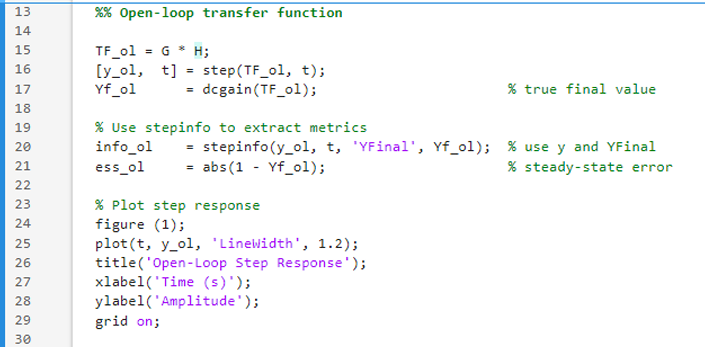 13 %% Open-loop transfer function
14
15 TF_ol = G * H;
16 [y_ol, t] = step(TF_ol, t);
17 Yf_ol = dcgain(TF_ol); % true final value
18
19 % Use stepinfo to extract metrics
20 info_ol = stepinfo(y_ol, t, 'YFinal', Yf_ol); % use y and YFinal
21 ess_ol = abs(1 - Yf_ol); % steady-state error
22
23 % Plot step response
24 figure (1);
25 plot(t, y_ol, 'LineWidth', 1.2);
26 title('Open-Loop Step Response');
27 xlabel('Time (s)');
28 ylabel('Amplitude');
29 grid on;
30